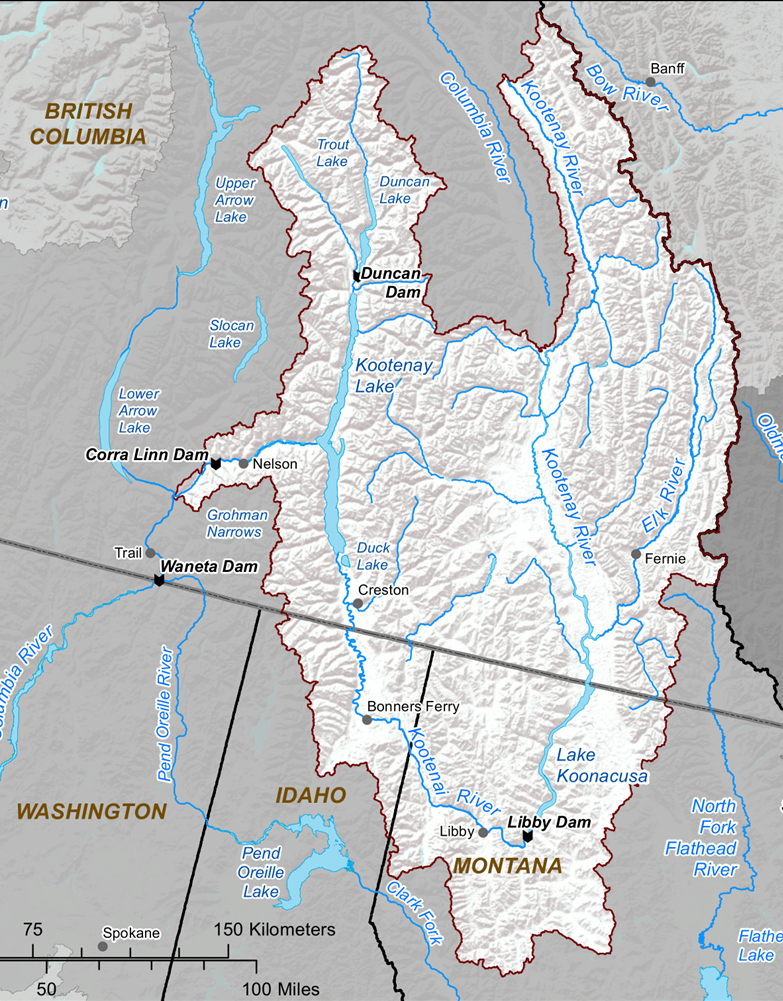 Banff
Bow River
Columbia River
Kootenay River
BRITISH
COLUMBIA
Trout
Lake
Duncan
Lake
Upper
Arrow
Lake
n
Duncan
Dam
Slocan
Lake
Kootenay
Lake
Lower
Arrow
Lake
Oldm
Corra Linn Dam
Nelson
Kootenay River
Elk River
Grohman
Narrows
Trail
Duck
Lake
Fernie
Waneta Dam
Creston
Columbia River
Pend Oreille River
Bonners Ferry
Kootenai
River
Lake
Koonacusa
IDAHO
WASHINGTON
Libby Dam
Libby
North
Fork
Flathead
River
MONTANA
Pend
Oreille
Lake
Clark Fork
75
150 Kilometers
Spokane
Flathe
Lake
50
100 Miles